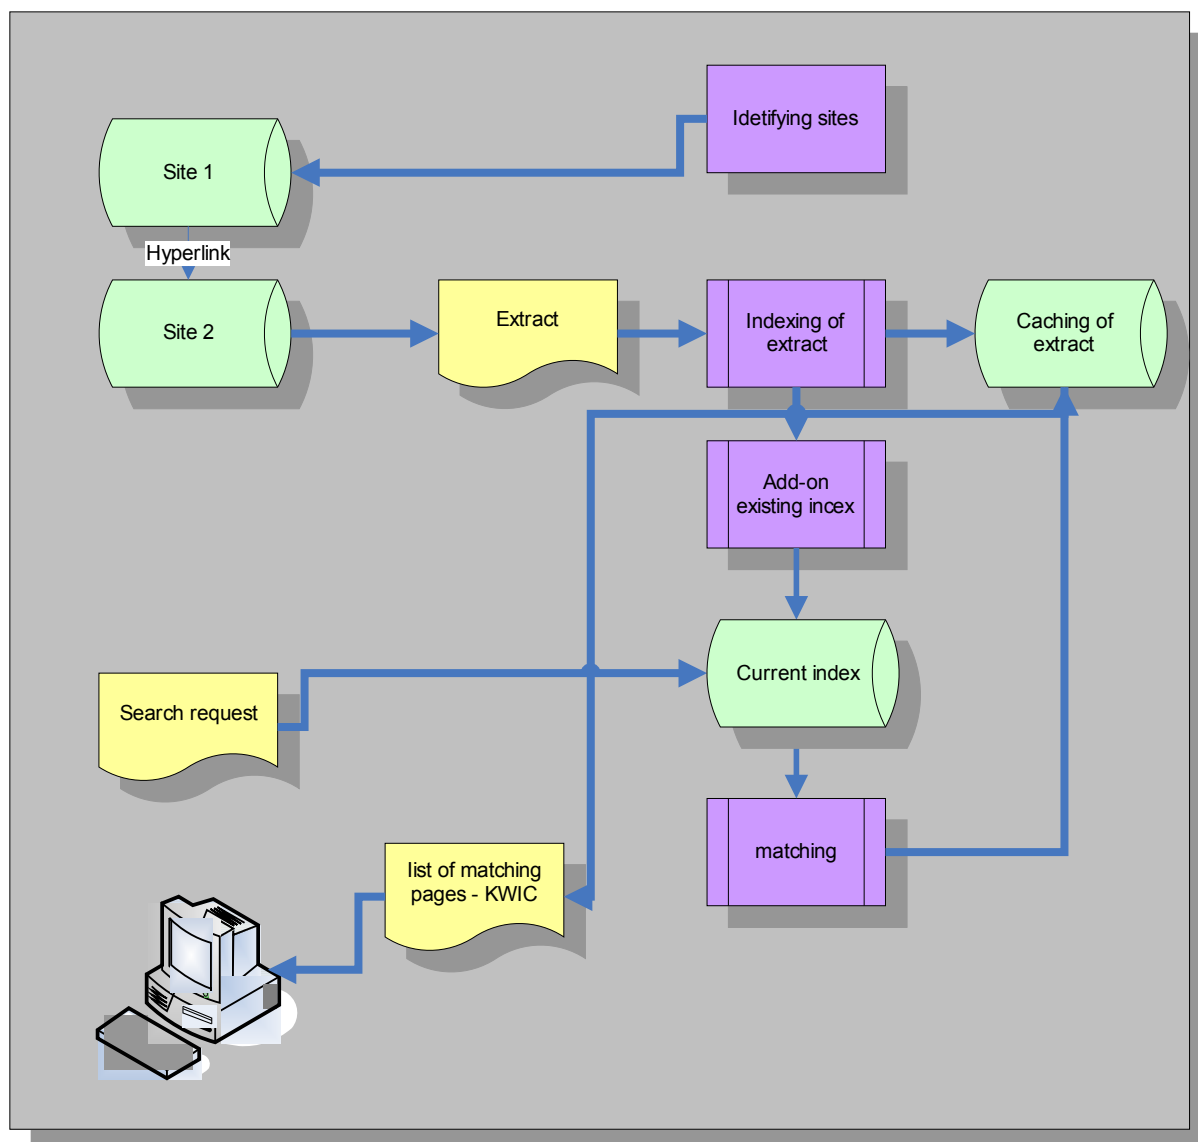 Idetifying sites
Site 1
Hyperlink
Site 2
Extract
Indexing of
extract
Caching of
extract
Add-on
existing incex
Current index
Search request
matching
list of matching
pages - KWIC